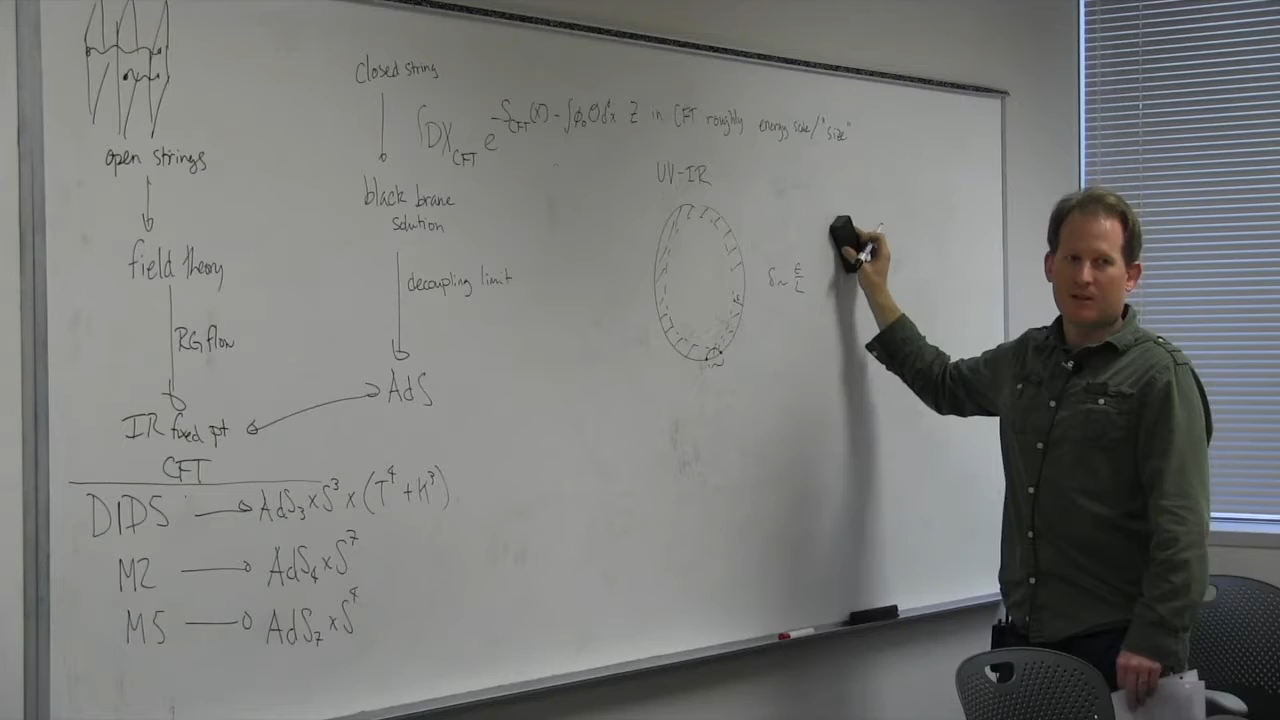 open strings
field theory
RG flow
IR fixed pt
CFT
closed string
black brane
solution
decoupling limit
AdS
∫DX_CFT e^{-S_CFT(X) - ∫ϕ₀Od^dx} Z in CFT roughly energy scale/"size"
UV-IR
δ~ ε/L
D1D5 → AdS₃×S³×(T⁴+K³)
M2 → AdS₄×S⁷
M5 → AdS₇×S⁴